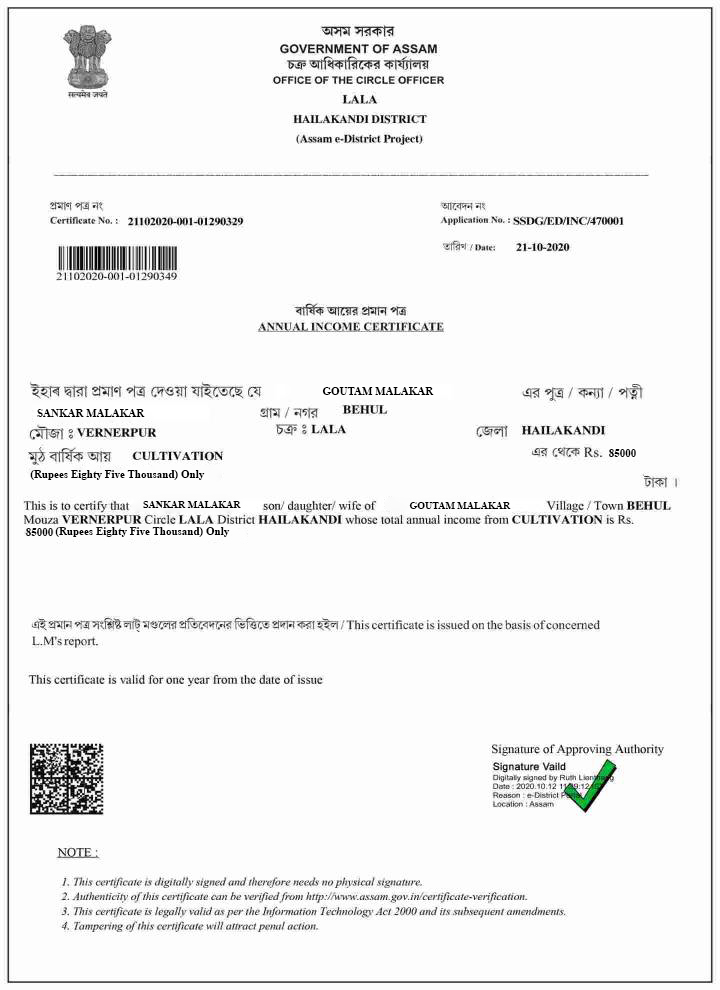 सत्यमेव जयते
অসম সরকার
GOVERNMENT OF ASSAM
চক্ৰ আধিকাৰিকের কার্য্যালয়
OFFICE OF THE CIRCLE OFFICER
LALA
HAILAKANDI DISTRICT
(Assam e-District Project)
প্রমাণ পত্র নং
Certificate No. : 21102020-001-01290329
আবেদন নং
Application No. : SSDG/ED/INC/470001
তারিখ / Date: 21-10-2020
21102020-001-01290349
বার্ষিক আয়ের প্রমান পত্র
ANNUAL INCOME CERTIFICATE
ইহাৰ দ্বারা প্রমাণ পত্র দেওয়া যাইতেছে যে GOUTAM MALAKAR এর পুত্র / কন্যা / পত্নী
SANKAR MALAKAR গ্রাম / নগর BEHUL
মৌজা : VERNERPUR চক্র : LALA জেলা HAILAKANDI
মুঠ বার্ষিক আয় CULTIVATION এর থেকে Rs. 85000
(Rupees Eighty Five Thousand) Only
টাকা ।
This is to certify that SANKAR MALAKAR son/ daughter/ wife of GOUTAM MALAKAR Village / Town BEHUL
Mouza VERNERPUR Circle LALA District HAILAKANDI whose total annual income from CULTIVATION is Rs.
85000 (Rupees Eighty Five Thousand) Only
এই প্রমান পত্র সংশ্লিষ্ট লাট্ মণ্ডলের প্রতিবেদনের ভিত্তিতে প্রদান করা হইল / This certificate is issued on the basis of concerned
L.M's report.
This certificate is valid for one year from the date of issue
Signature of Approving Authority
Signature Vaild
Digitally signed by Ruth
Date : 2020.10.12
Reason : e-District
Location : Assam
NOTE :
1. This certificate is digitally signed and therefore needs no physical signature.
2. Authenticity of this certificate can be verified from http://www.assam.gov.in/certificate-verification.
3. This certificate is legally valid as per the Information Technology Act 2000 and its subsequent amendments.
4. Tampering of this certificate will attract penal action.